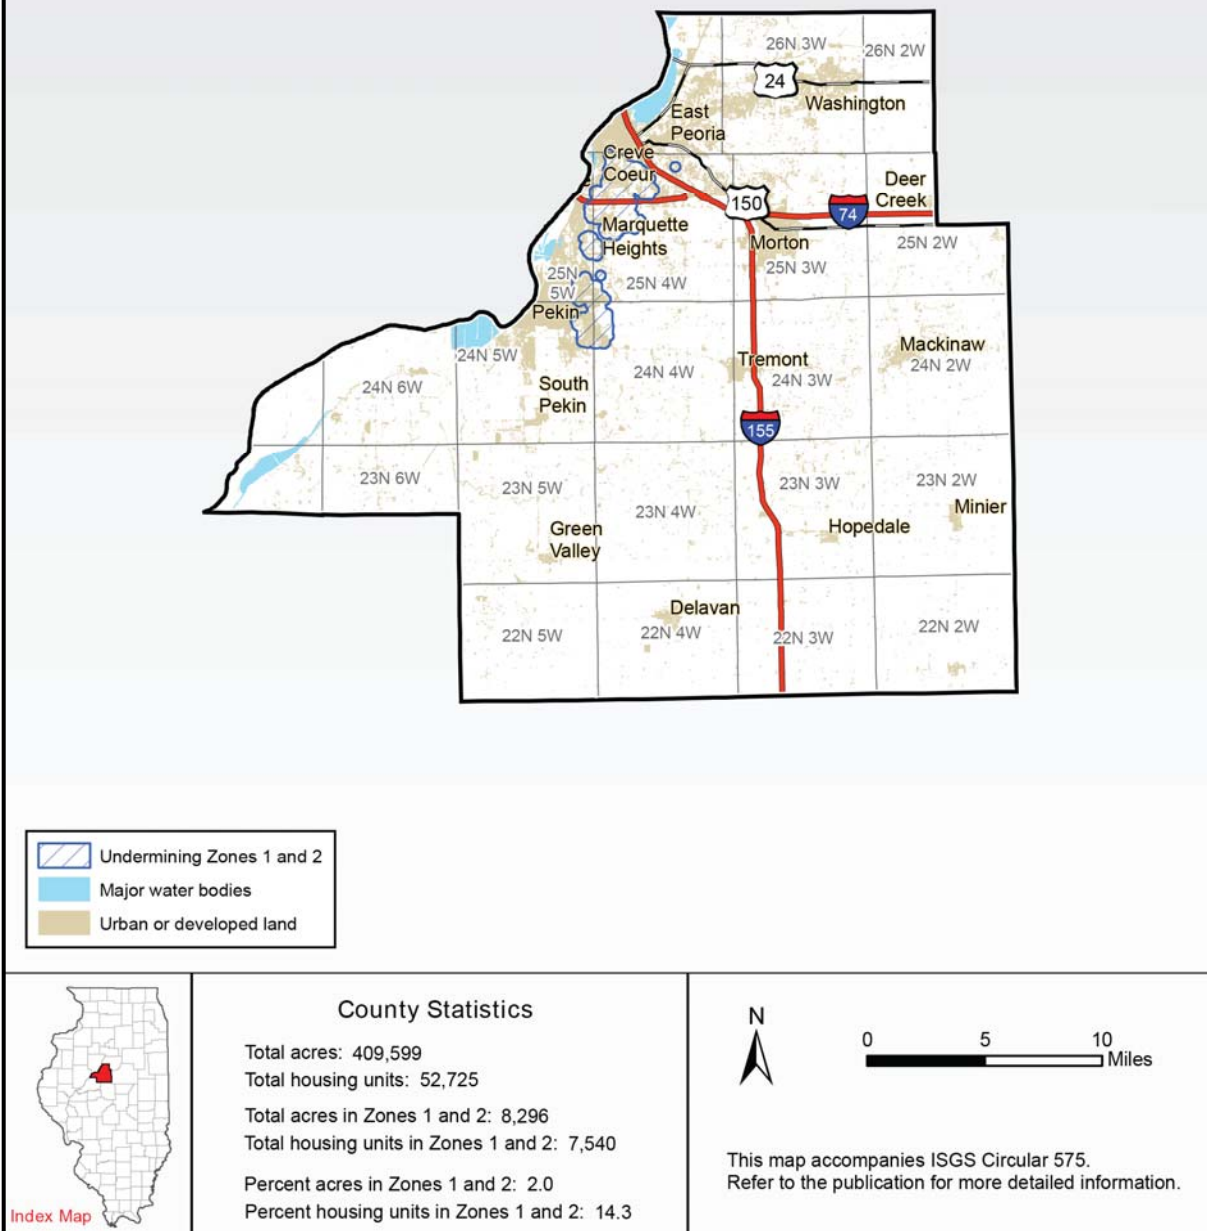 26N 3W
26N 2W
24
Washington
East
Peoria
Creve
Coeur
Deer
Creek
150
74
Marquette
Heights
Morton
25N 2W
25N 3W
25N
5W
25N 4W
Pekin
24N 5W
Mackinaw
24N 2W
Tremont
24N 3W
24N 4W
24N 6W
South
Pekin
155
23N 6W
23N 5W
23N 4W
23N 3W
23N 2W
Minier
Hopedale
Green
Valley
Delavan
22N 5W
22N 4W
22N 3W
22N 2W
Undermining Zones 1 and 2
Major water bodies
Urban or developed land
Index Map
County Statistics
Total acres: 409,599
Total housing units: 52,725
Total acres in Zones 1 and 2: 8,296
Total housing units in Zones 1 and 2: 7,540
Percent acres in Zones 1 and 2: 2.0
Percent housing units in Zones 1 and 2: 14.3
N
0 5 10
Miles
This map accompanies ISGS Circular 575.
Refer to the publication for more detailed information.